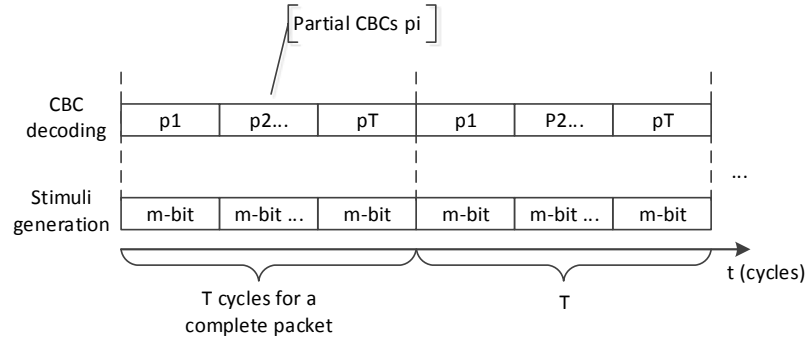 Partial CBCs pi
CBC
decoding
p1 p2... pT p1 P2... pT
...
Stimuli
generation
m-bit m-bit ... m-bit m-bit m-bit ... m-bit
t (cycles)
T cycles for a
complete packet
T